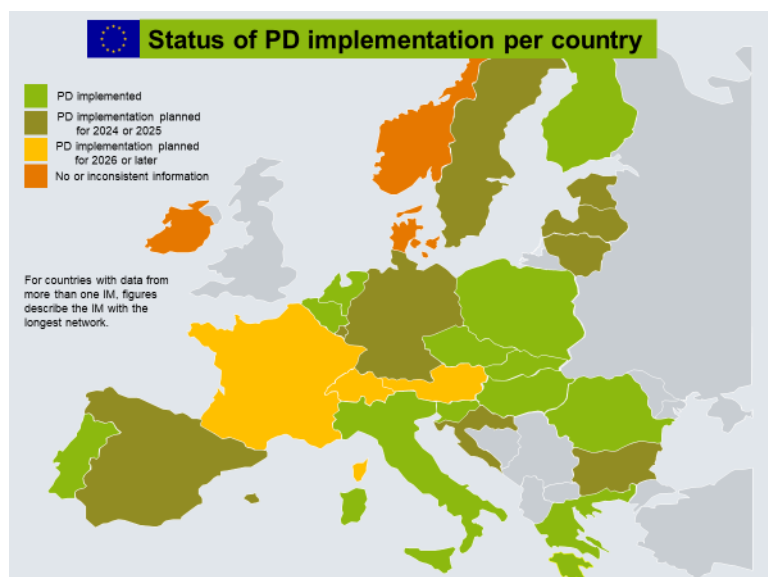 Status of PD implementation per country
PD implemented
PD implementation planned
for 2024 or 2025
PD implementation planned
for 2026 or later
No or inconsistent information
For countries with data from
more than one IM, figures
describe the IM with the
longest network.